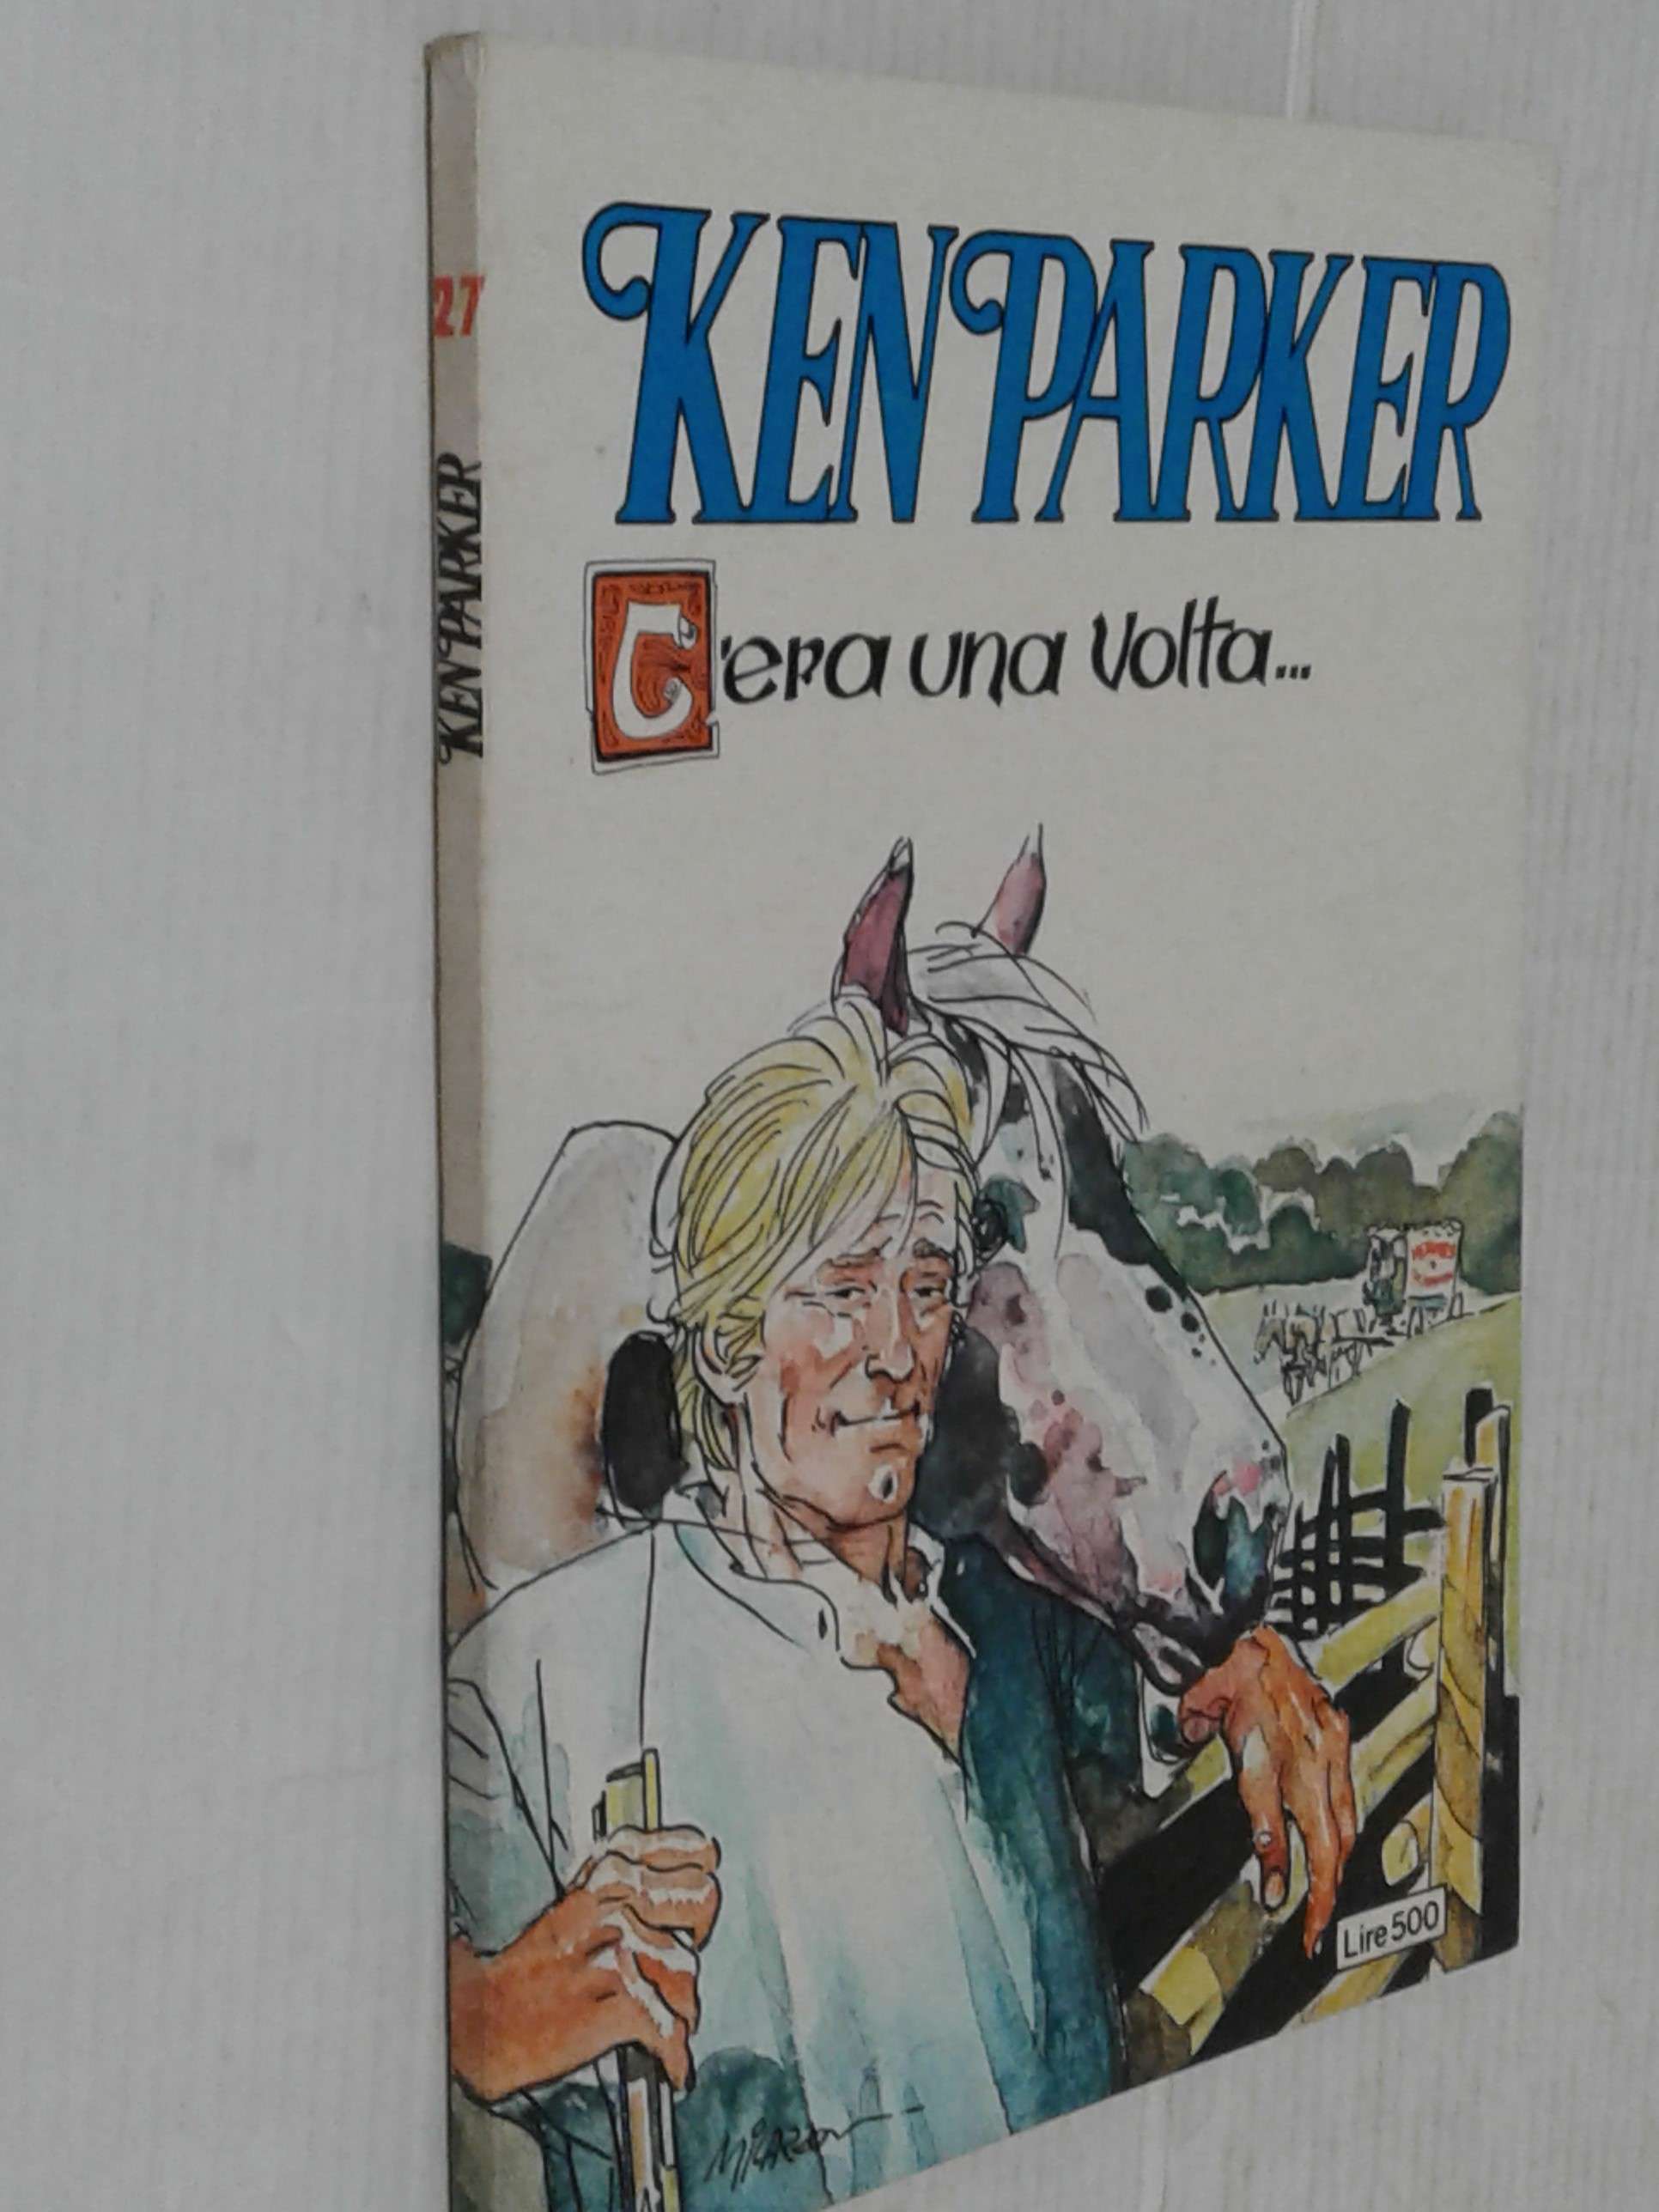 27
KEN PARKER
KEN PARKER
C'era una volta...
Lire 500